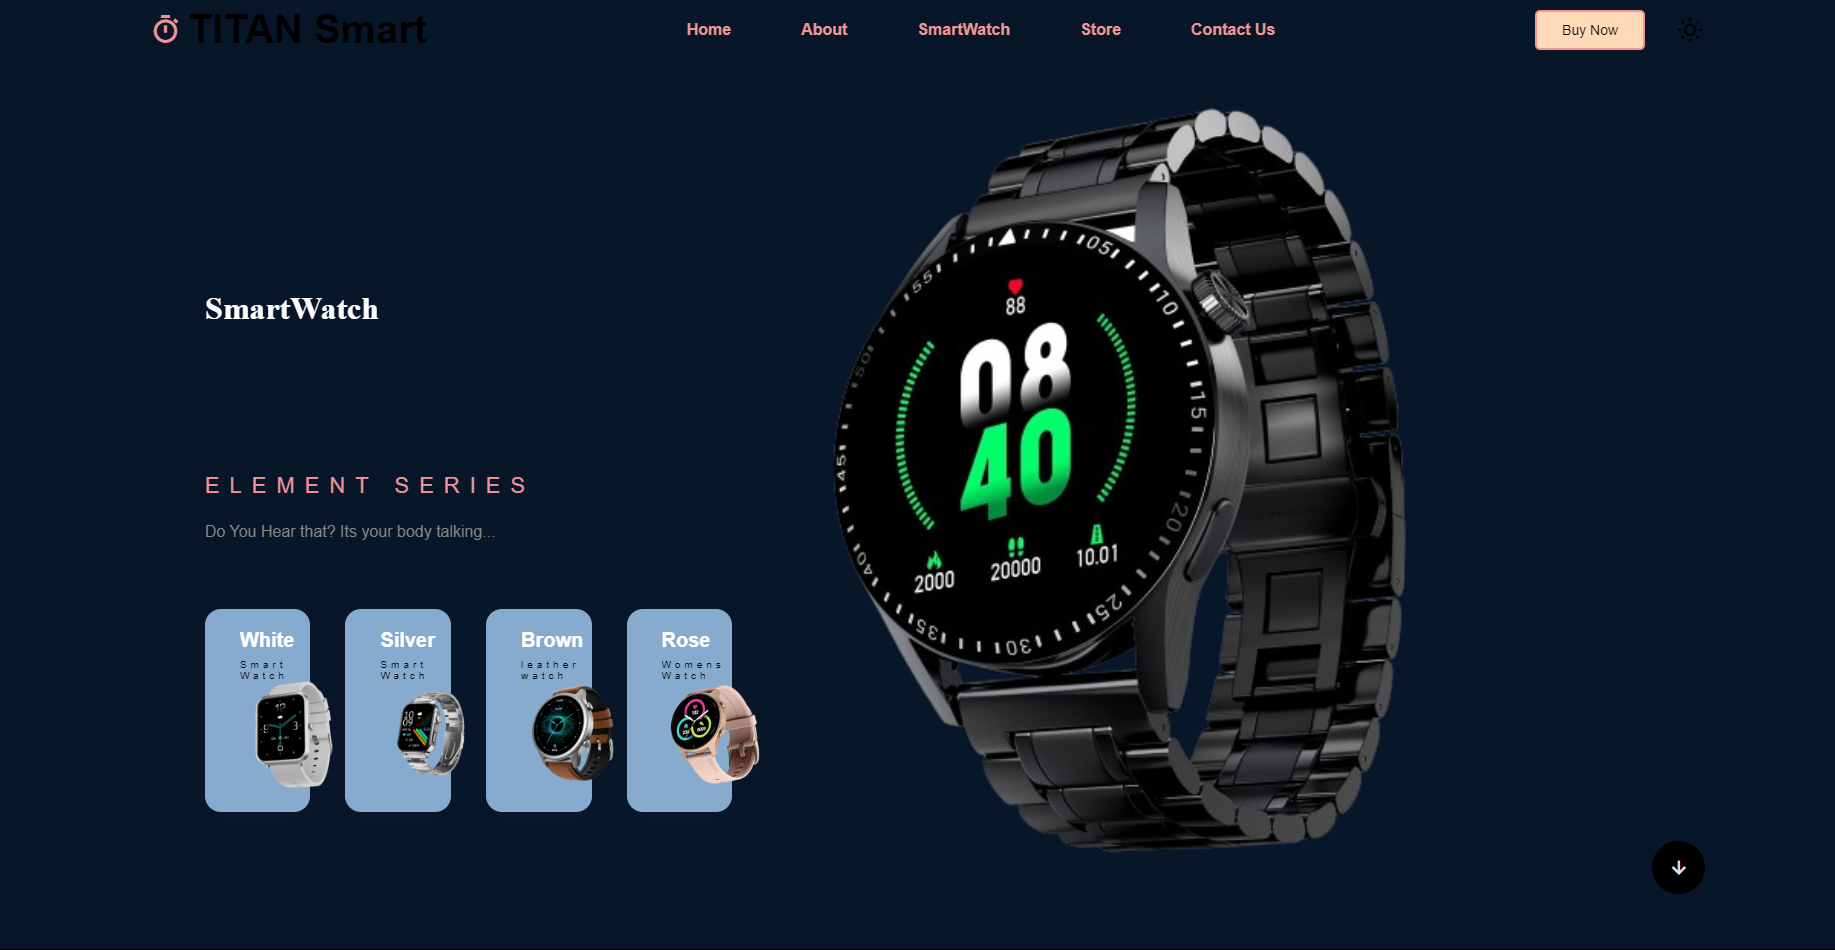 TITAN Smart
Home
About
SmartWatch
Store
Contact Us
Buy Now
SmartWatch
ELEMENT SERIES
Do You Hear that? Its your body talking...
White
Smart
Watch
Silver
Smart
Watch
Brown
leather
watch
Rose
Womens
Watch
05
10
15
20
25
30
35
40
45
50
55
88
08
40
2000
20000
10.01